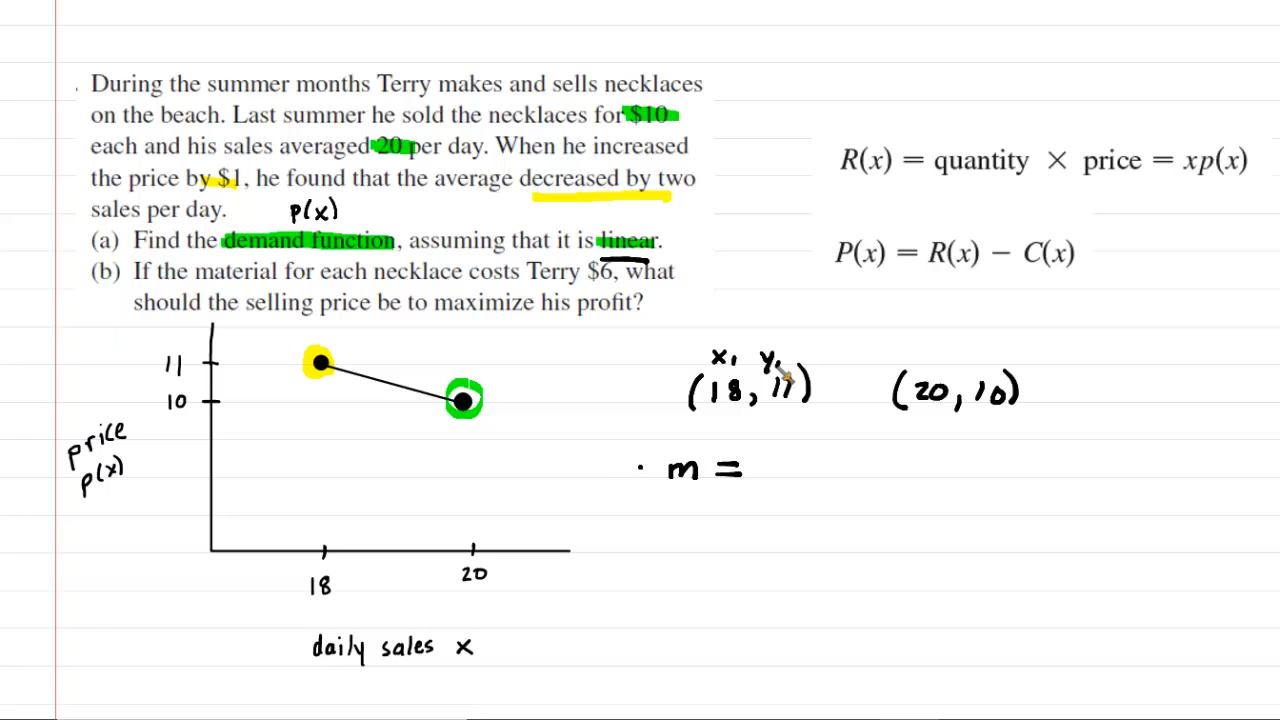 During the summer months Terry makes and sells necklaces
on the beach. Last summer he sold the necklaces for $10
each and his sales averaged 20 per day. When he increased
the price by $1, he found that the average decreased by two
sales per day.
p(x)
(a) Find the demand function, assuming that it is linear.
(b) If the material for each necklace costs Terry $6, what
should the selling price be to maximize his profit?
R(x) = quantity × price = xp(x)
P(x) = R(x) − C(x)
11
10
price
p(x)
18
20
daily sales x
x₁ y₁
(18, 11) (20, 10)
· m =